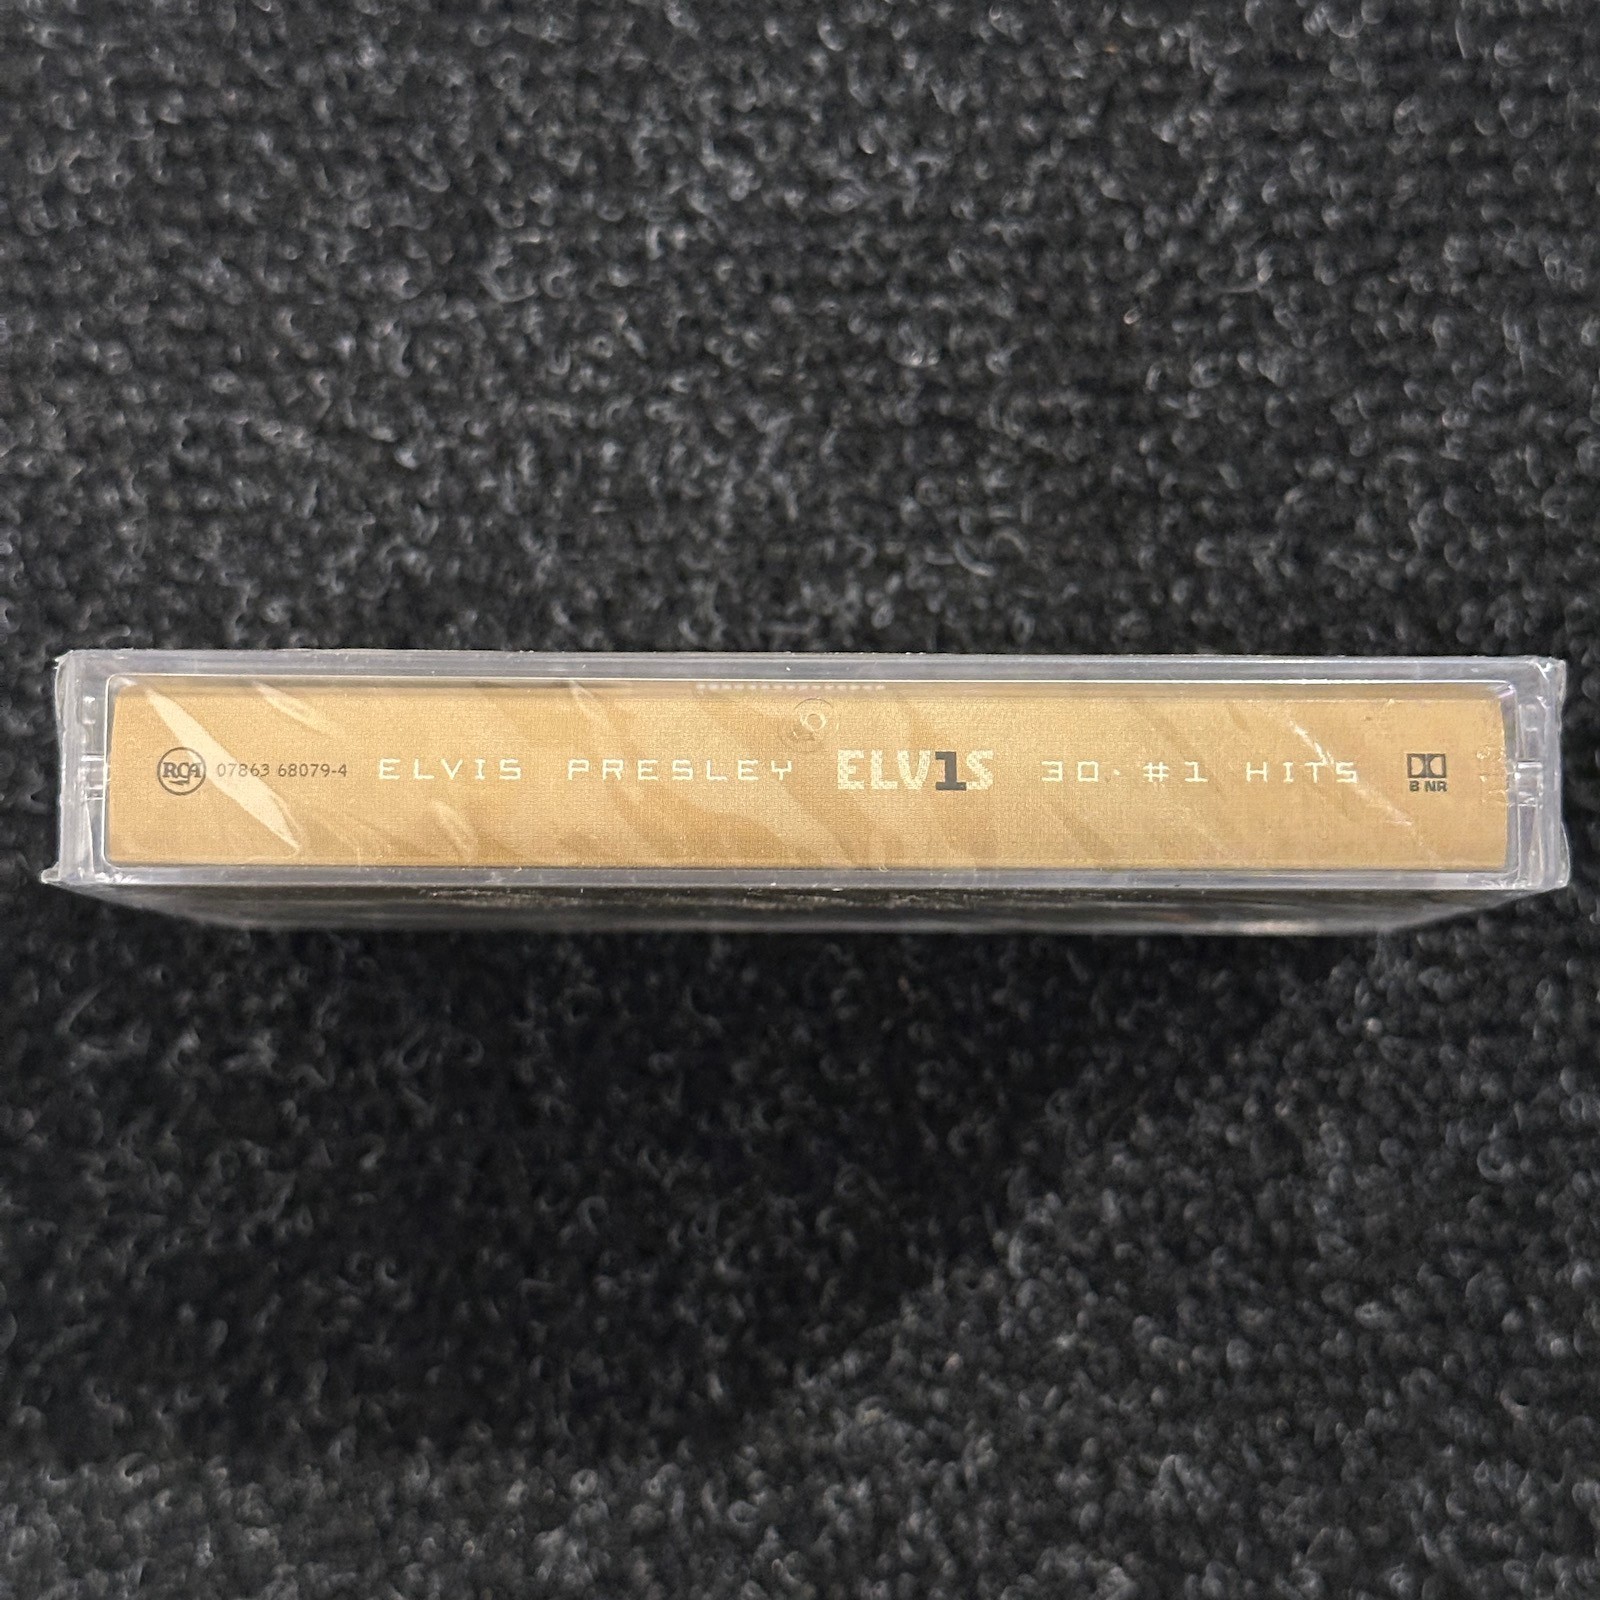 RCA 07863 68079-4 ELVIS PRESLEY ELV1S 30 #1 HITS B NR